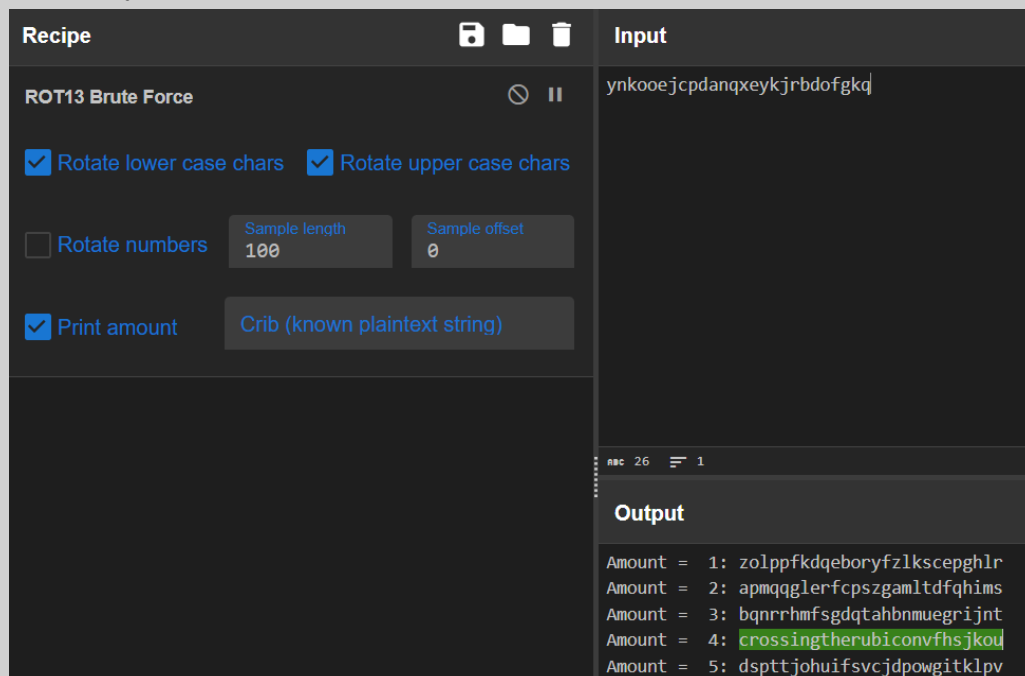 Recipe
ROT13 Brute Force
Rotate lower case chars
Rotate upper case chars
Rotate numbers
Sample length
100
Sample offset
0
Print amount
Crib (known plaintext string)
Input
ynkooejcpdanqxeykjrbdofgkq
ABC 26 1
Output
Amount = 1: zolppfkdqeboryfzlkscepghlr
Amount = 2: apmqqglerfcpszgamltdfqhims
Amount = 3: bqnrrhmfsgdqtahbnmuegrijnt
Amount = 4: crossingtherubiconvfhsjkou
Amount = 5: dspttjohuifsvcjdpowgitklpv